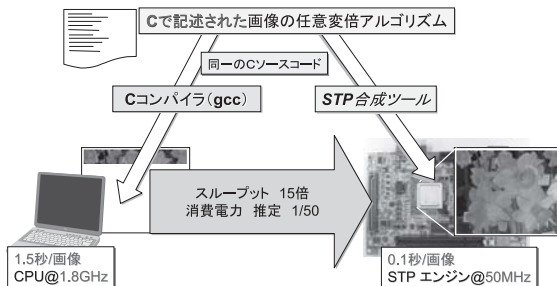 Cで記述された画像の任意変倍アルゴリズム
同一のCソースコード
Cコンパイラ(gcc)
STP合成ツール
スループット 15倍
消費電力 推定 1/50
1.5秒/画像
CPU@1.8GHz
0.1秒/画像
STP エンジン@50MHz